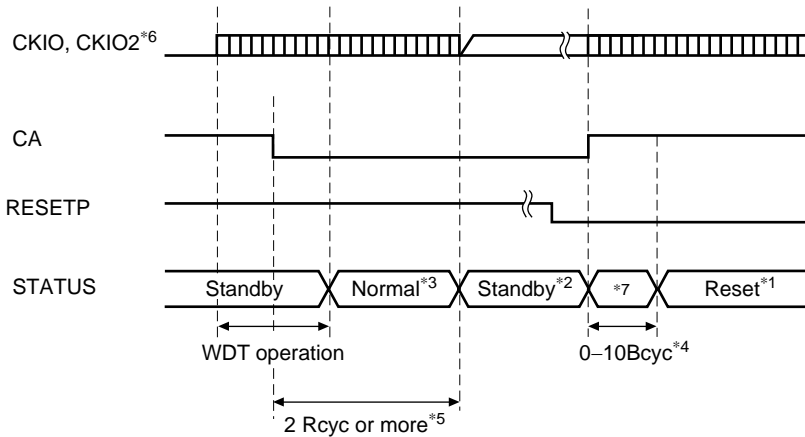 CKIO, CKIO2*6
CA
RESETP
STATUS
Standby
Normal*3
Standby*2
*7
Reset*1
WDT operation
0–10Bcyc*4
2 Rcyc or more*5